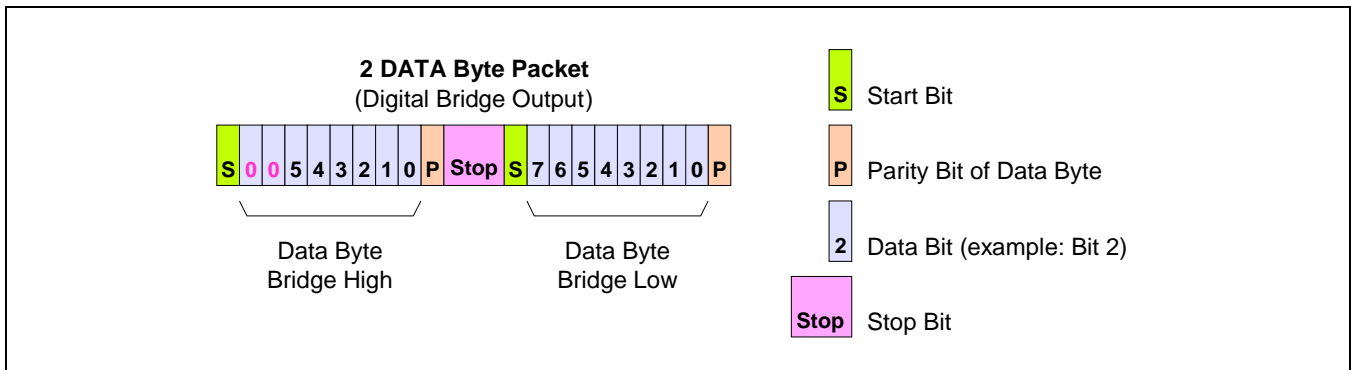 2 DATA Byte Packet
(Digital Bridge Output)
S 0 0 5 4 3 2 1 0 P Stop S 7 6 5 4 3 2 1 0 P
Data Byte
Bridge High
Data Byte
Bridge Low
S Start Bit
P Parity Bit of Data Byte
2 Data Bit (example: Bit 2)
Stop Stop Bit